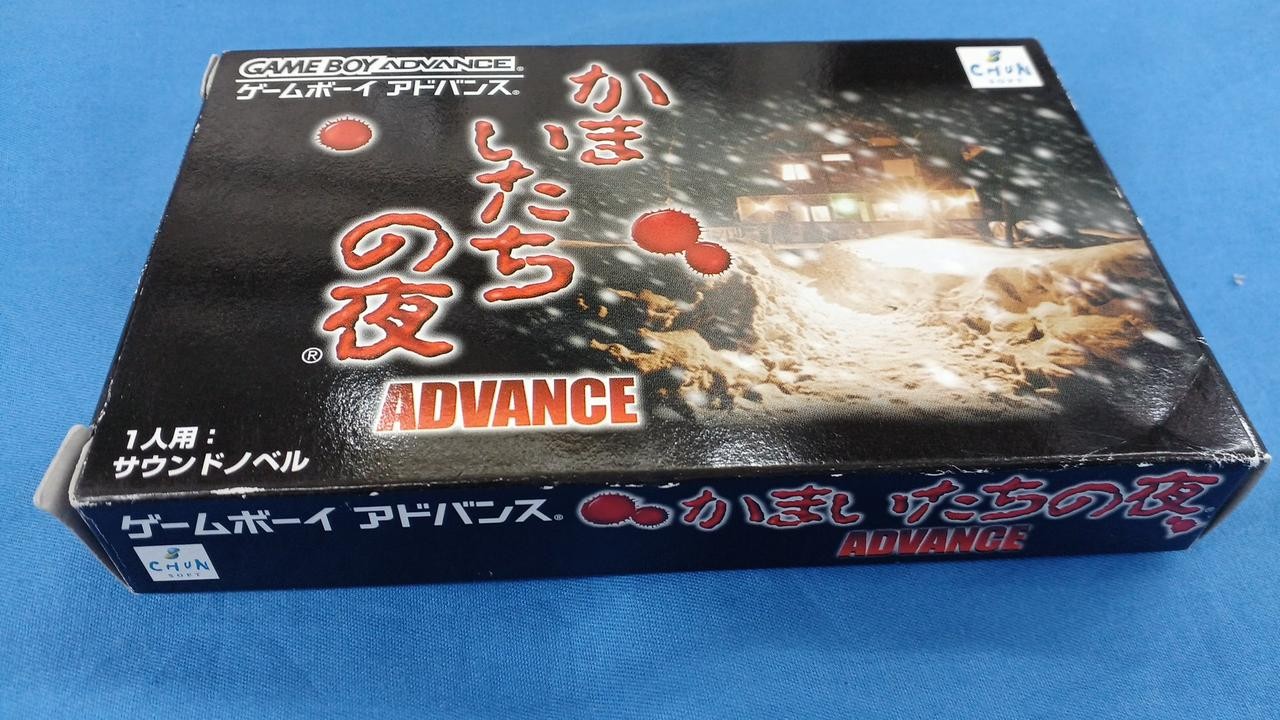 GAME BOY ADVANCE®
ゲームボーイ アドバンス®
CHUN
SOFT
かま
いたち
の夜
®
ADVANCE
1人用：
サウンドノベル
ゲームボーイ アドバンス®
かまいたちの夜®
ADVANCE
CHUN
SOFT